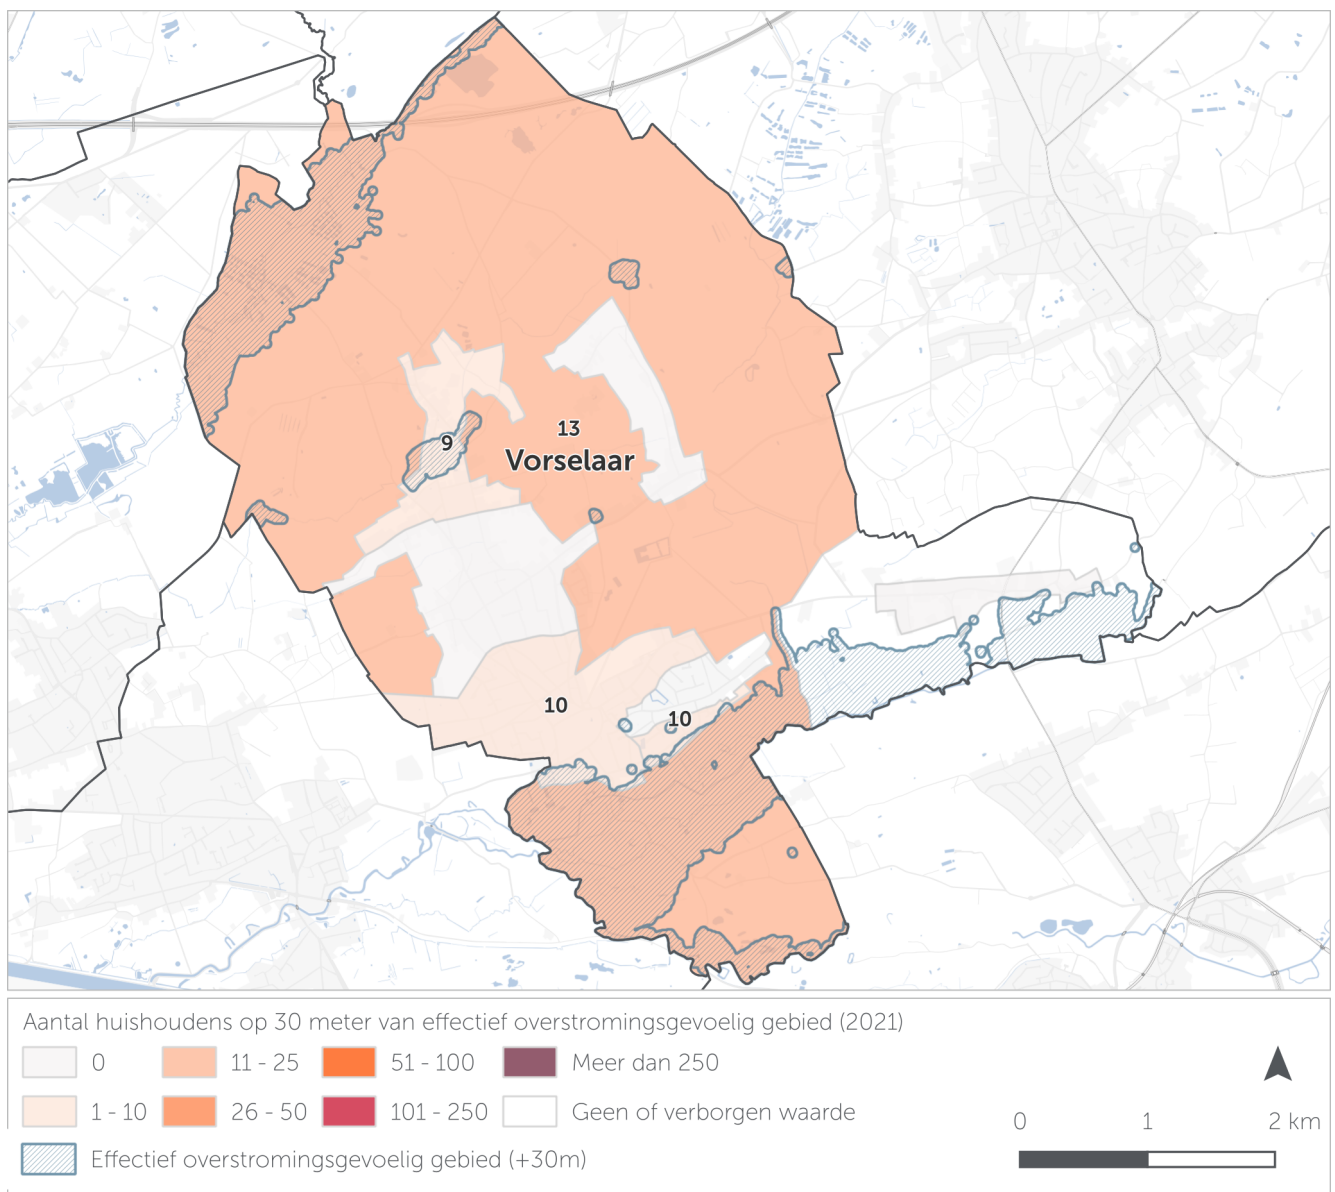 13
Vorselaar
9
10
10
Aantal huishoudens op 30 meter van effectief overstromingsgevoelig gebied (2021)
0
11 - 25
51 - 100
Meer dan 250
1 - 10
26 - 50
101 - 250
Geen of verborgen waarde
Effectief overstromingsgevoelig gebied (+30m)
0 1 2 km